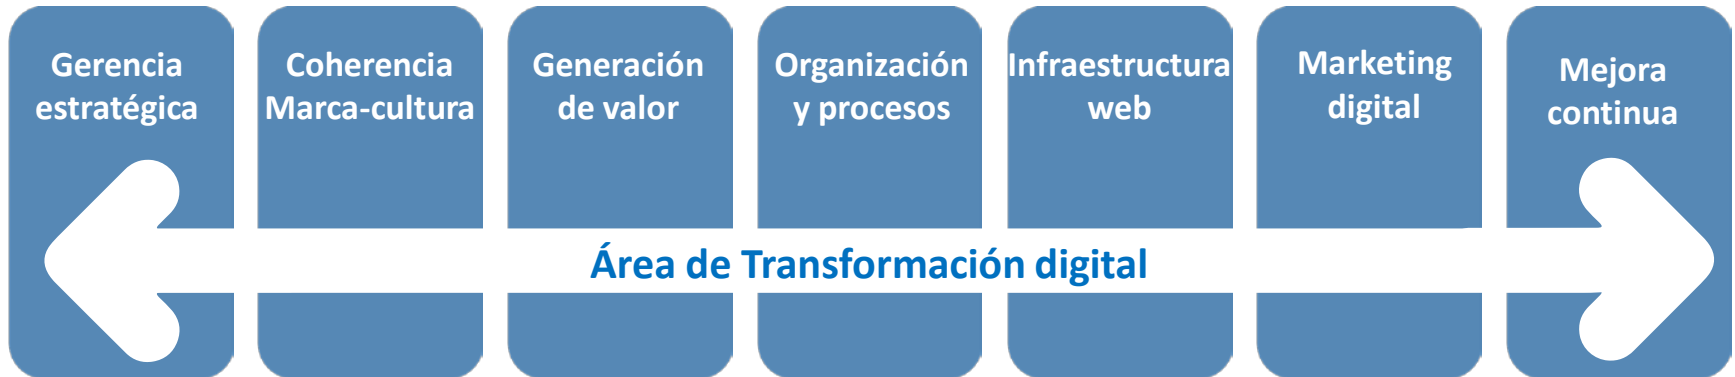 Gerencia
estratégica
Coherencia
Marca-cultura
Generación
de valor
Organización
y procesos
Infraestructura
web
Marketing
digital
Mejora
continua
Área de Transformación digital